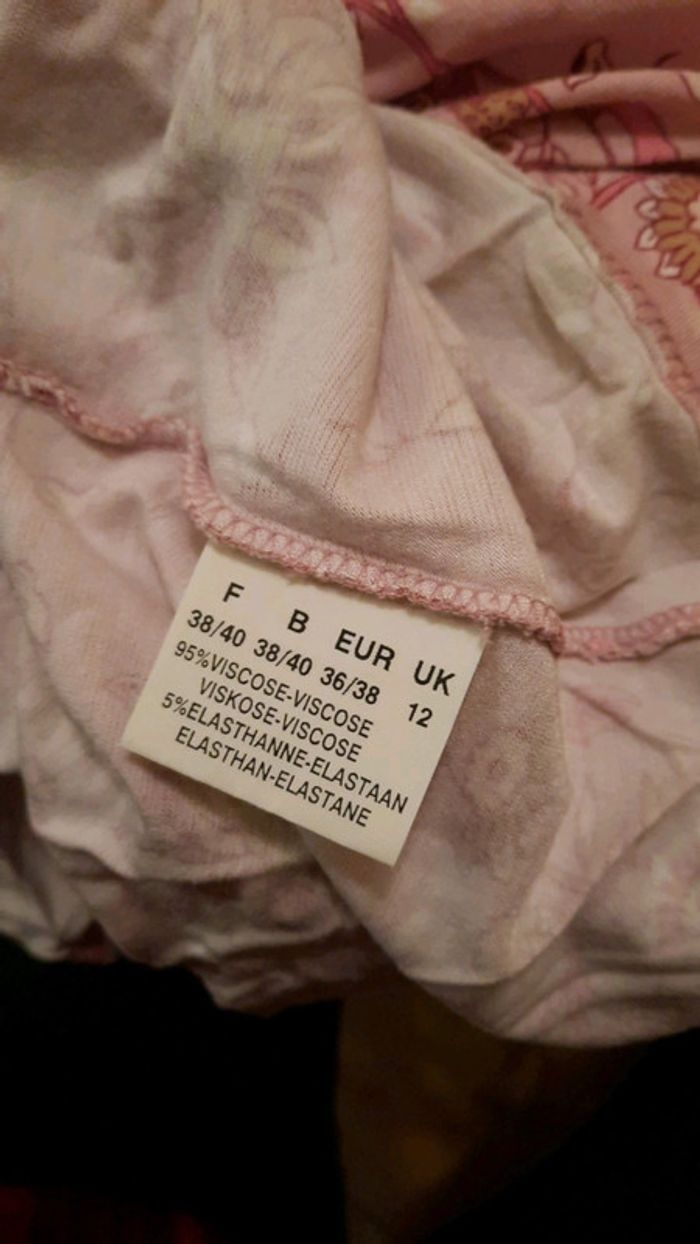 F B EUR UK
38/40 38/40 36/38 12
95%VISCOSE-VISCOSE
VISKOSE-VISCOSE
5%ELASTHANNE-ELASTAAN
ELASTHAN-ELASTANE